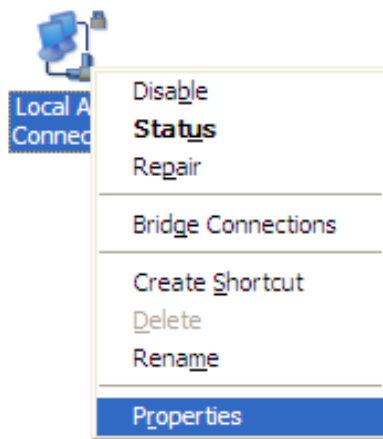 Local A
Connec
Disable
Status
Repair
Bridge Connections
Create Shortcut
Delete
Rename
Properties